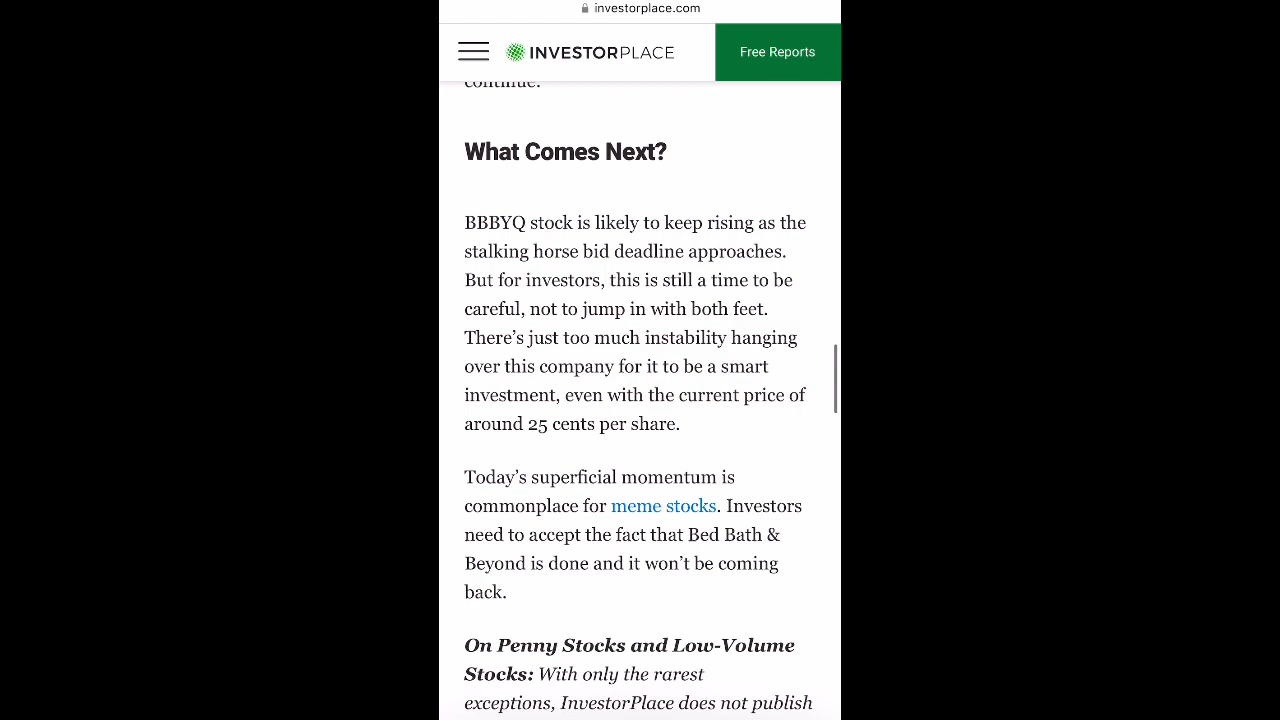 investorplace.com
INVESTORPLACE
Free Reports
continue.
What Comes Next?
BBBYQ stock is likely to keep rising as the
stalking horse bid deadline approaches.
But for investors, this is still a time to be
careful, not to jump in with both feet.
There’s just too much instability hanging
over this company for it to be a smart
investment, even with the current price of
around 25 cents per share.
Today’s superficial momentum is
commonplace for meme stocks. Investors
need to accept the fact that Bed Bath &
Beyond is done and it won’t be coming
back.
On Penny Stocks and Low-Volume
Stocks: With only the rarest
exceptions, InvestorPlace does not publish